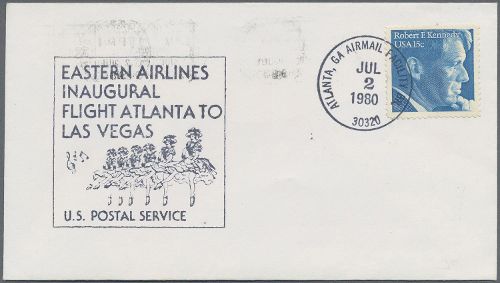 EASTERN AIRLINES
INAUGURAL
FLIGHT ATLANTA TO
LAS VEGAS
U.S. POSTAL SERVICE
ATLANTA, GA AIRMAIL FACILITY
JUL
2
1980
30320
Robert F. Kennedy
USA 15c